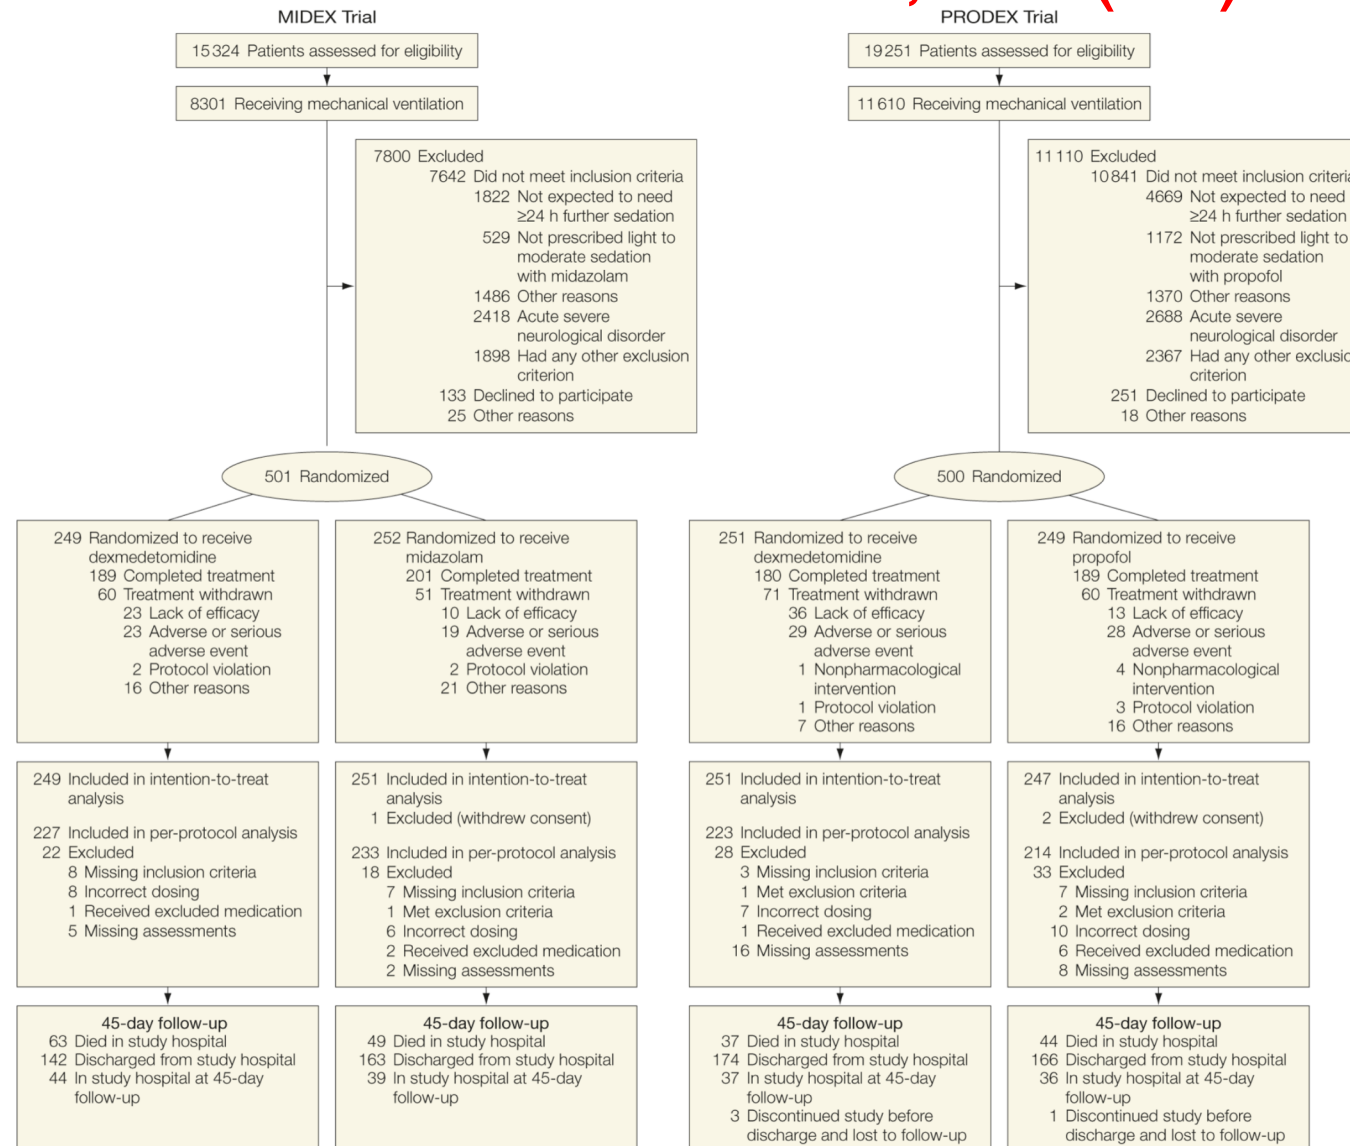 MIDEX Trial
15324 Patients assessed for eligibility
8301 Receiving mechanical ventilation
7800 Excluded
7642 Did not meet inclusion criteria
1822 Not expected to need
≥24 h further sedation
529 Not prescribed light to
moderate sedation
with midazolam
1486 Other reasons
2418 Acute severe
neurological disorder
1898 Had any other exclusion
criterion
133 Declined to participate
25 Other reasons
501 Randomized
249 Randomized to receive
dexmedetomidine
189 Completed treatment
60 Treatment withdrawn
23 Lack of efficacy
23 Adverse or serious
adverse event
2 Protocol violation
16 Other reasons
252 Randomized to receive
midazolam
201 Completed treatment
51 Treatment withdrawn
10 Lack of efficacy
19 Adverse or serious
adverse event
2 Protocol violation
21 Other reasons
249 Included in intention-to-treat
analysis
227 Included in per-protocol analysis
22 Excluded
8 Missing inclusion criteria
8 Incorrect dosing
1 Received excluded medication
5 Missing assessments
251 Included in intention-to-treat
analysis
1 Excluded (withdrew consent)
233 Included in per-protocol analysis
18 Excluded
7 Missing inclusion criteria
1 Met exclusion criteria
6 Incorrect dosing
2 Received excluded medication
2 Missing assessments
45-day follow-up
63 Died in study hospital
142 Discharged from study hospital
44 In study hospital at 45-day
follow-up
45-day follow-up
49 Died in study hospital
163 Discharged from study hospital
39 In study hospital at 45-day
follow-up
PRODEX Trial
19251 Patients assessed for eligibility
11610 Receiving mechanical ventilation
11110 Excluded
10841 Did not meet inclusion criteria
4669 Not expected to need
≥24 h further sedation
1172 Not prescribed light to
moderate sedation
with propofol
1370 Other reasons
2688 Acute severe
neurological disorder
2367 Had any other exclusio
criterion
251 Declined to participate
18 Other reasons
500 Randomized
251 Randomized to receive
dexmedetomidine
180 Completed treatment
71 Treatment withdrawn
36 Lack of efficacy
29 Adverse or serious
adverse event
1 Nonpharmacological
intervention
1 Protocol violation
7 Other reasons
249 Randomized to receive
propofol
189 Completed treatment
60 Treatment withdrawn
13 Lack of efficacy
28 Adverse or serious
adverse event
4 Nonpharmacological
intervention
3 Protocol violation
16 Other reasons
251 Included in intention-to-treat
analysis
223 Included in per-protocol analysis
28 Excluded
3 Missing inclusion criteria
1 Met exclusion criteria
7 Incorrect dosing
1 Received excluded medication
16 Missing assessments
247 Included in intention-to-treat
analysis
2 Excluded (withdrew consent)
214 Included in per-protocol analysis
33 Excluded
7 Missing inclusion criteria
2 Met exclusion criteria
10 Incorrect dosing
6 Received excluded medication
8 Missing assessments
45-day follow-up
37 Died in study hospital
174 Discharged from study hospital
37 In study hospital at 45-day
follow-up
3 Discontinued study before
discharge and lost to follow-up
45-day follow-up
44 Died in study hospital
166 Discharged from study hospital
36 In study hospital at 45-day
follow-up
1 Discontinued study before
discharge and lost to follow-up